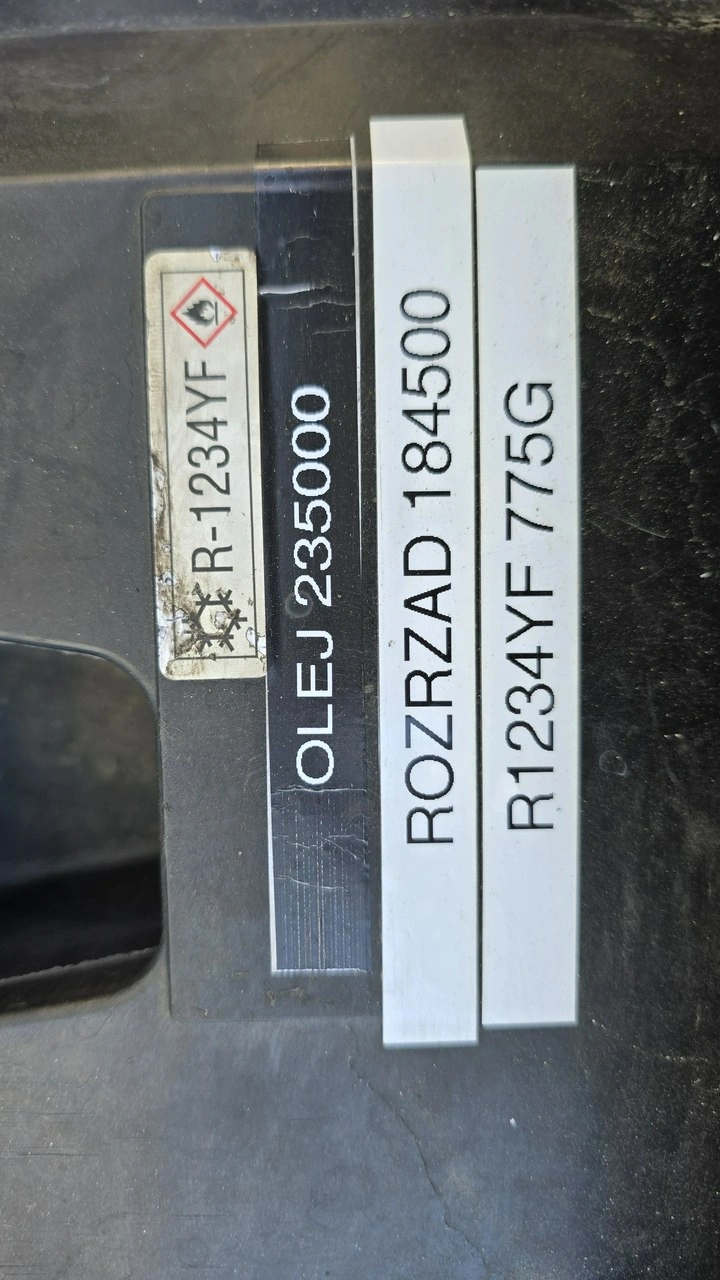 R-1234YF
OLEJ 235000
ROZRZAD 184500
R1234YF 775G